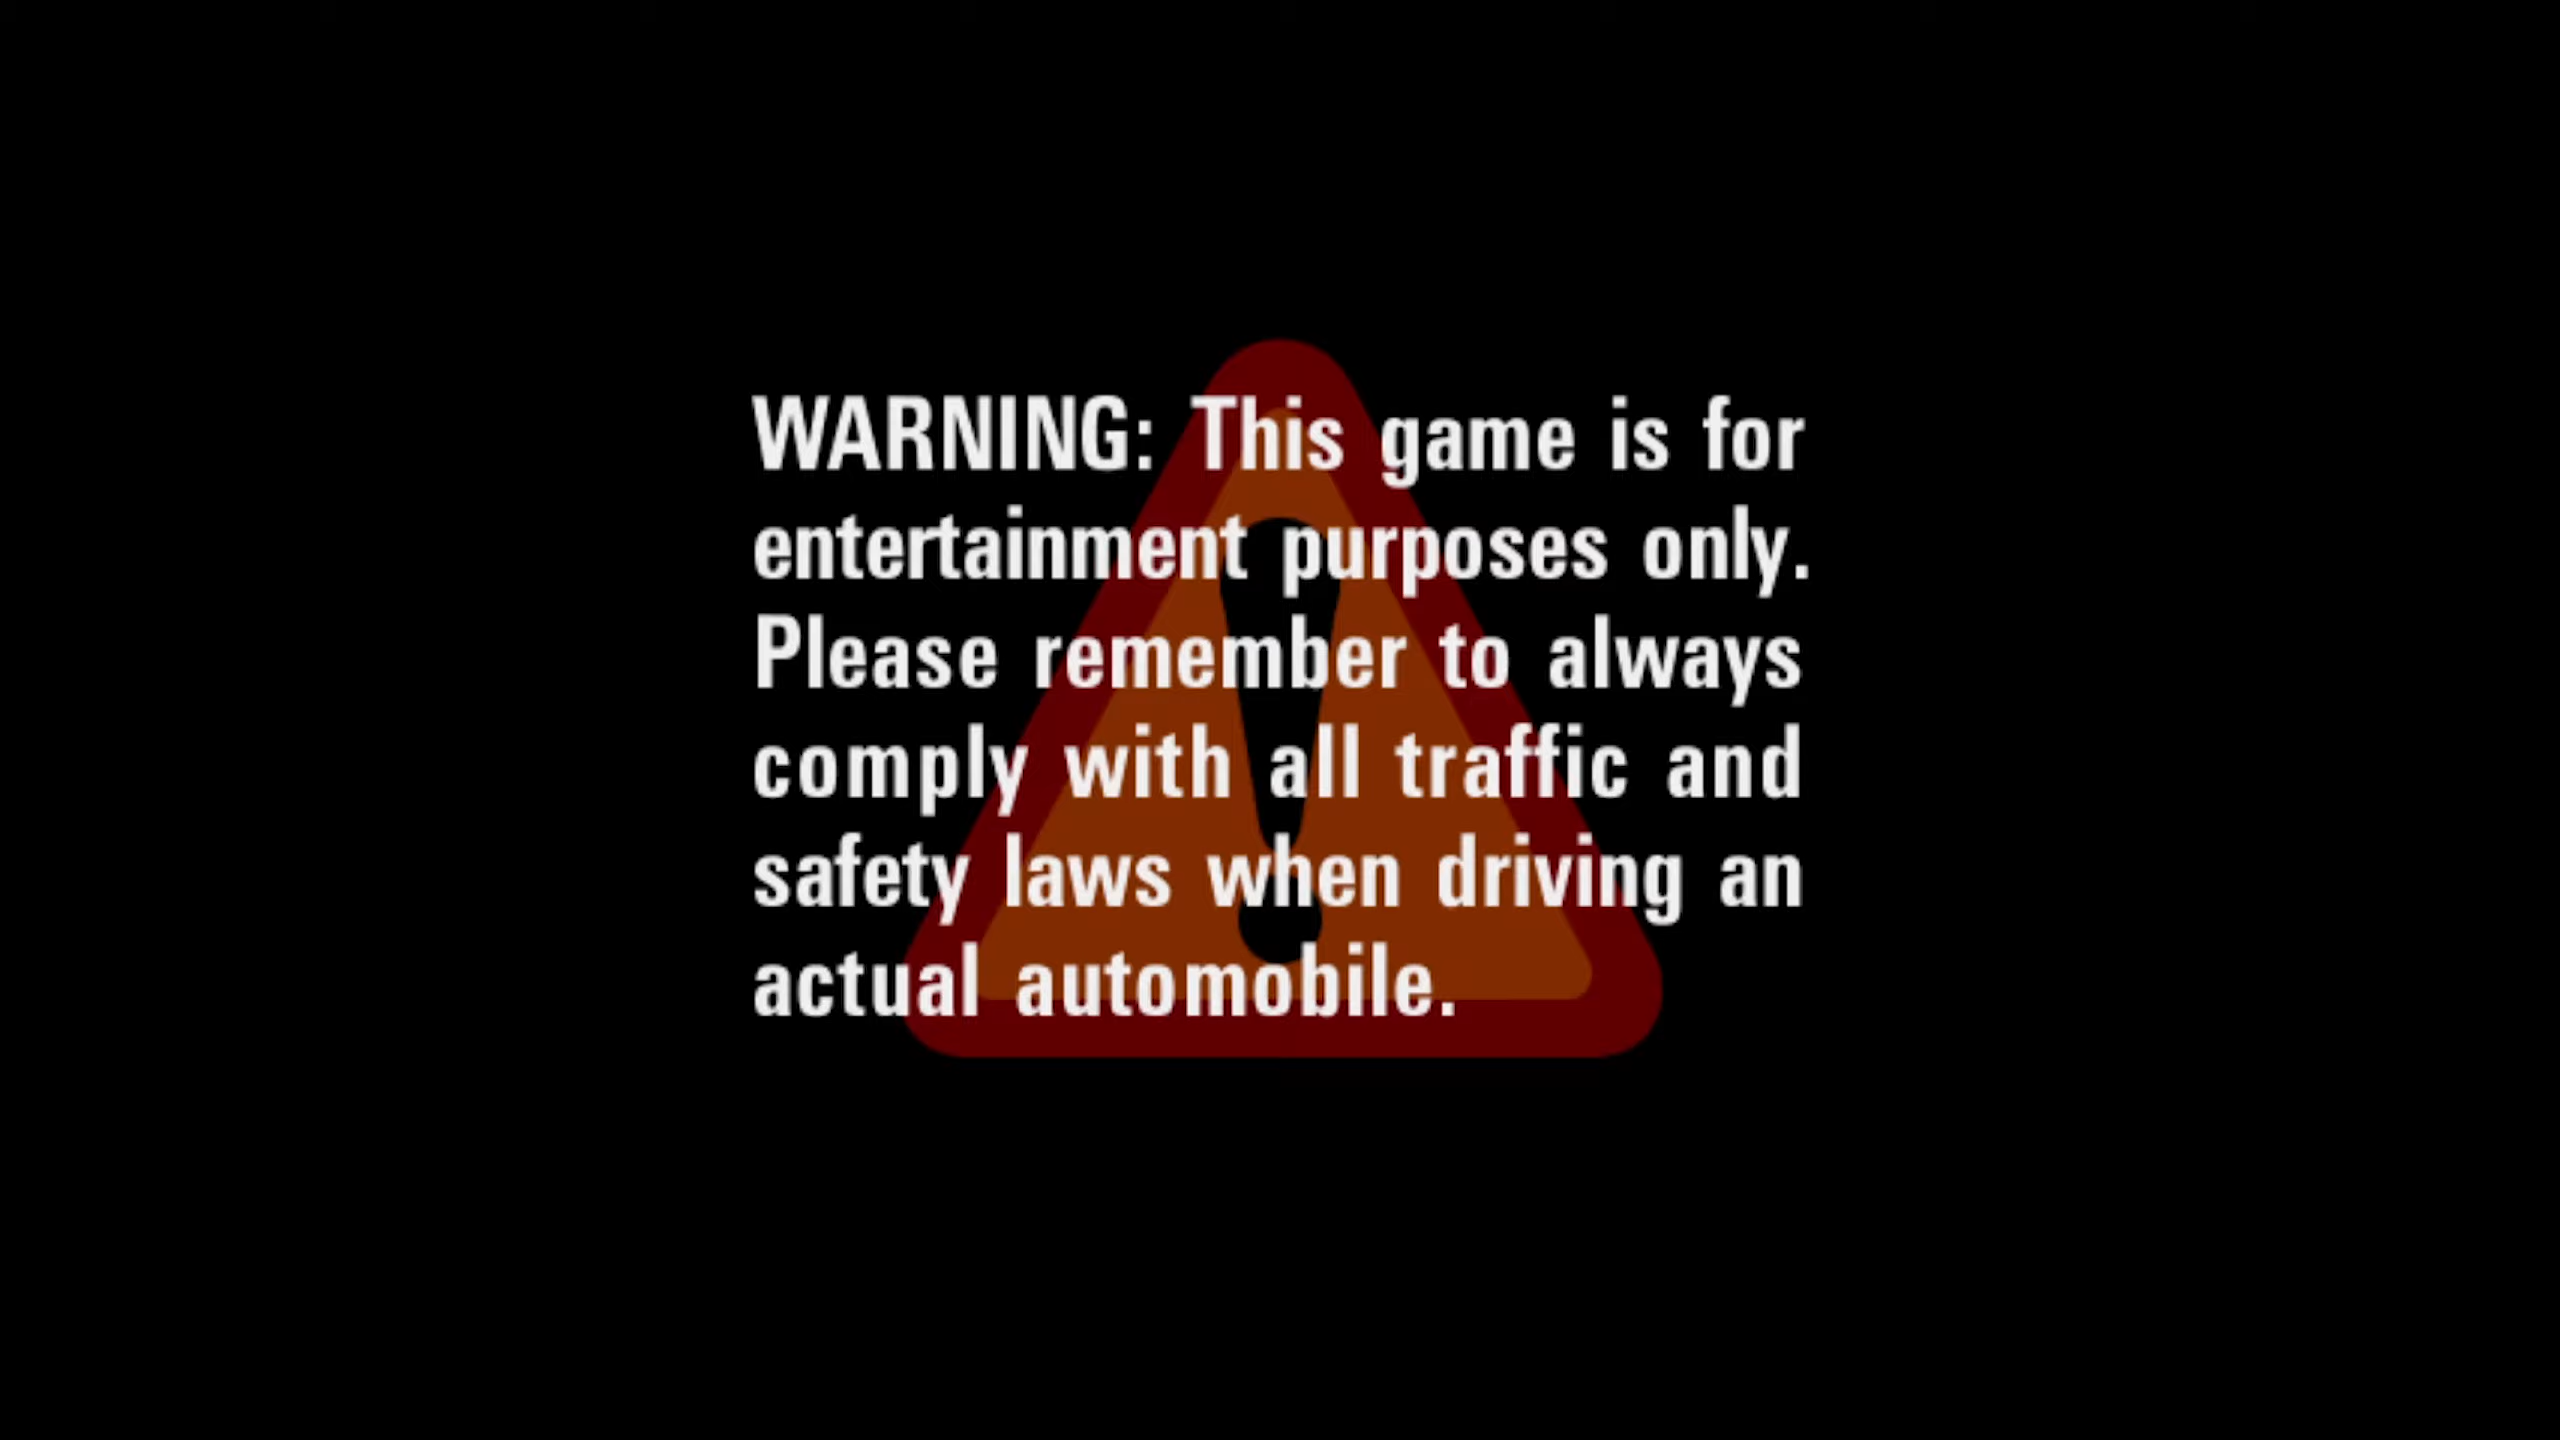 WARNING: This game is for
entertainment purposes only.
Please remember to always
comply with all traffic and
safety laws when driving an
actual automobile.